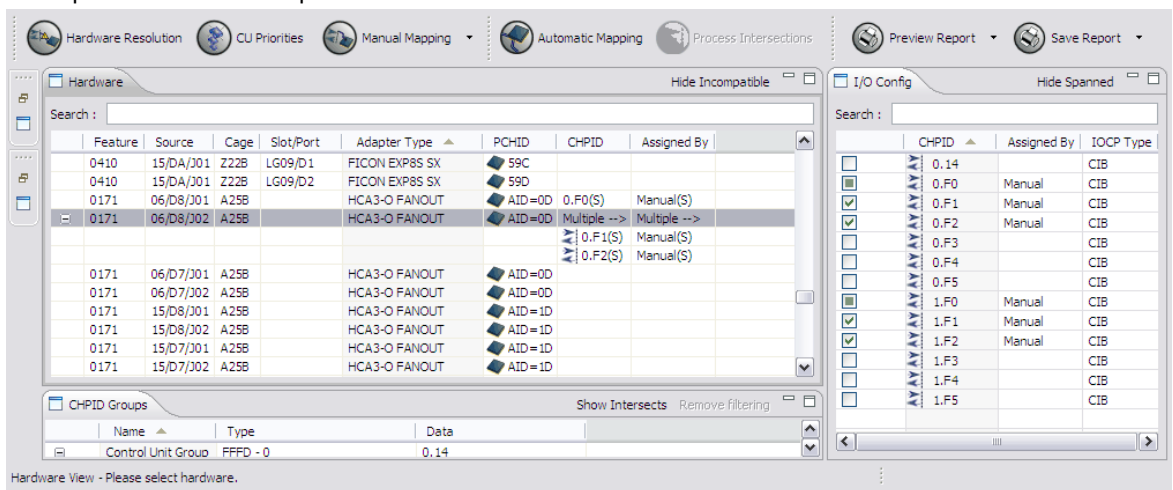 Hardware Resolution CU Priorities Manual Mapping Automatic Mapping Process Intersections Preview Report Save Report
Hardware Hide Incompatible
Search :
Feature Source Cage Slot/Port Adapter Type PCHID CHPID Assigned By
0410 15/DA/J01 Z22B LG09/D1 FICON EXP8S SX 59C
0410 15/DA/J01 Z22B LG09/D2 FICON EXP8S SX 59D
0171 06/D8/J01 A25B HCA3-O FANOUT AID=0D 0.F0(S) Manual(S)
0171 06/D8/J02 A25B HCA3-O FANOUT AID=0D Multiple --> Multiple -->
0.F1(S) Manual(S)
0.F2(S) Manual(S)
0171 06/D7/J01 A25B HCA3-O FANOUT AID=0D
0171 06/D7/J02 A25B HCA3-O FANOUT AID=0D
0171 15/D8/J01 A25B HCA3-O FANOUT AID=1D
0171 15/D8/J02 A25B HCA3-O FANOUT AID=1D
0171 15/D7/J01 A25B HCA3-O FANOUT AID=1D
0171 15/D7/J02 A25B HCA3-O FANOUT AID=1D
CHPID Groups Show Intersects Remove filtering
Name Type Data
Control Unit Group FFFD - 0 0.14
I/O Config Hide Spanned
Search :
CHPID Assigned By IOCP Type
0.14 CIB
0.F0 Manual CIB
0.F1 Manual CIB
0.F2 Manual CIB
0.F3 CIB
0.F4 CIB
0.F5 CIB
1.F0 Manual CIB
1.F1 Manual CIB
1.F2 Manual CIB
1.F3 CIB
1.F4 CIB
1.F5 CIB
Hardware View - Please select hardware.